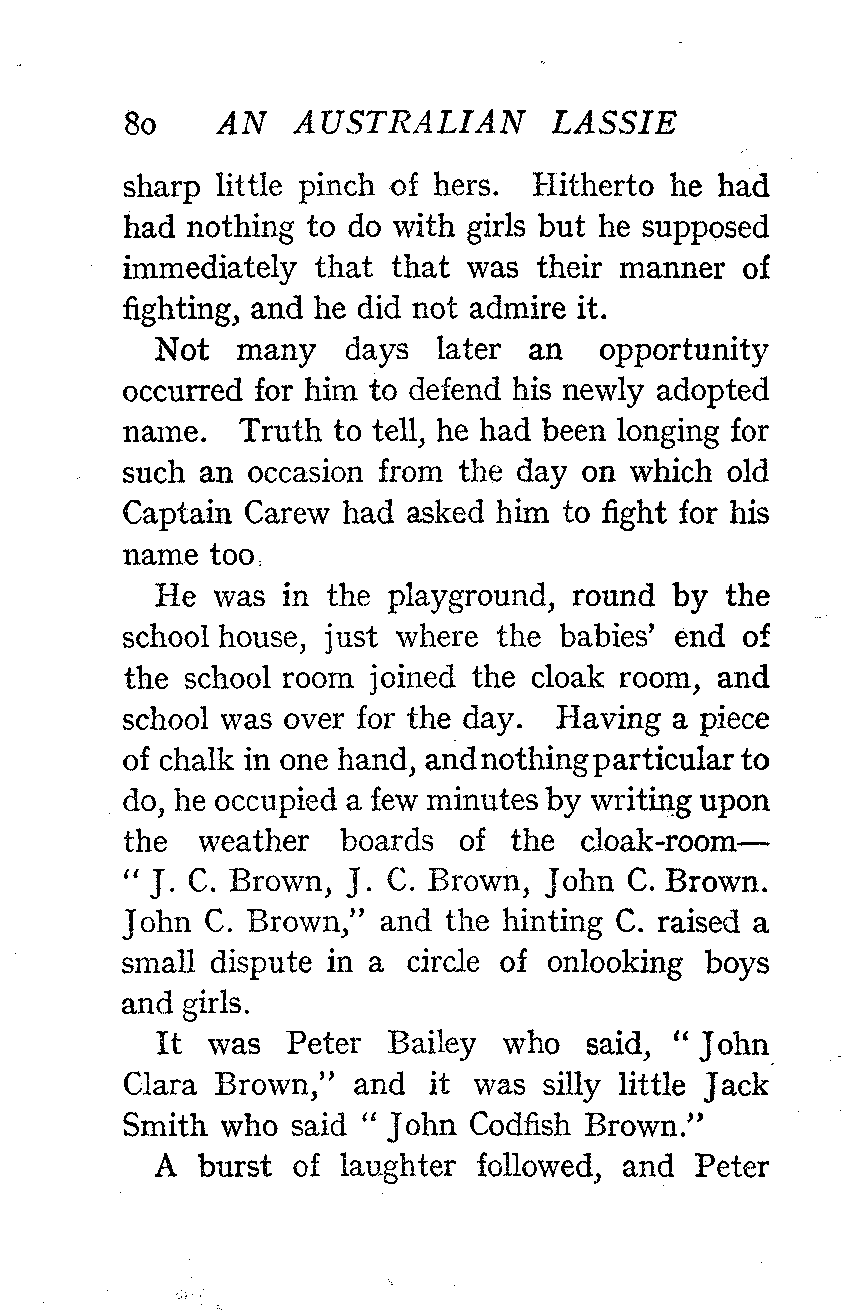 80 AN AUSTRALIAN LASSIE
sharp little pinch of hers. Hitherto he had
had nothing to do with girls but he supposed
immediately that that was their manner of
fighting, and he did not admire it.
Not many days later an opportunity
occurred for him to defend his newly adopted
name. Truth to tell, he had been longing for
such an occasion from the day on which old
Captain Carew had asked him to fight for his
name too.
He was in the playground, round by the
school house, just where the babies' end of
the school room joined the cloak room, and
school was over for the day. Having a piece
of chalk in one hand, and nothing particular to
do, he occupied a few minutes by writing upon
the weather boards of the cloak-room—
" J. C. Brown, J. C. Brown, John C. Brown.
John C. Brown," and the hinting C. raised a
small dispute in a circle of onlooking boys
and girls.
It was Peter Bailey who said, " John
Clara Brown," and it was silly little Jack
Smith who said " John Codfish Brown."
A burst of laughter followed, and Peter